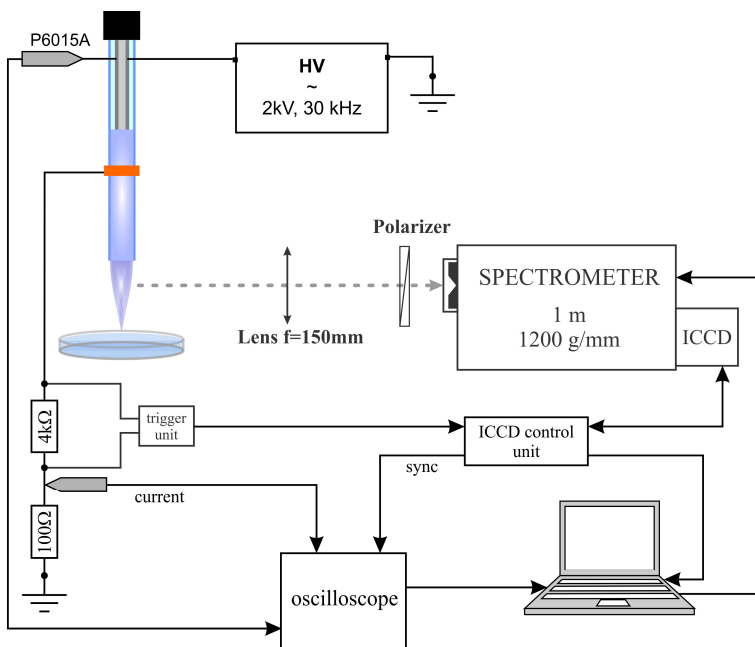 P6015A
HV
~
2kV, 30 kHz
Polarizer
SPECTROMETER
1 m
1200 g/mm
ICCD
Lens f=150mm
4kΩ
trigger
unit
ICCD control
unit
sync
current
100Ω
oscilloscope